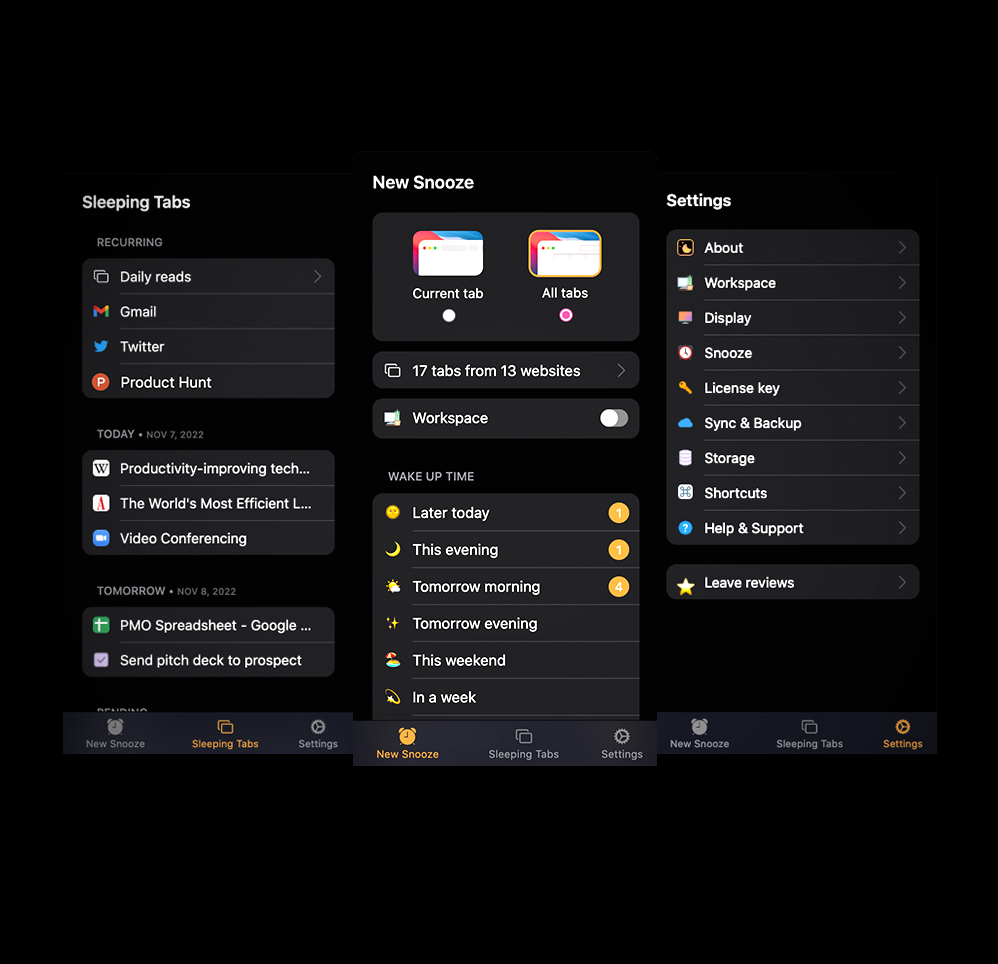 Sleeping Tabs
RECURRING
Daily reads
Gmail
Twitter
Product Hunt
TODAY • NOV 7, 2022
Productivity-improving tech...
The World's Most Efficient L...
Video Conferencing
TOMORROW • NOV 8, 2022
PMO Spreadsheet - Google ...
Send pitch deck to prospect
PENDING
New Snooze
Sleeping Tabs
Settings
New Snooze
Current tab
All tabs
17 tabs from 13 websites
Workspace
WAKE UP TIME
Later today
1
This evening
1
Tomorrow morning
4
Tomorrow evening
This weekend
In a week
New Snooze
Sleeping Tabs
Settings
Settings
About
Workspace
Display
Snooze
License key
Sync & Backup
Storage
Shortcuts
Help & Support
Leave reviews
New Snooze
Sleeping Tabs
Settings